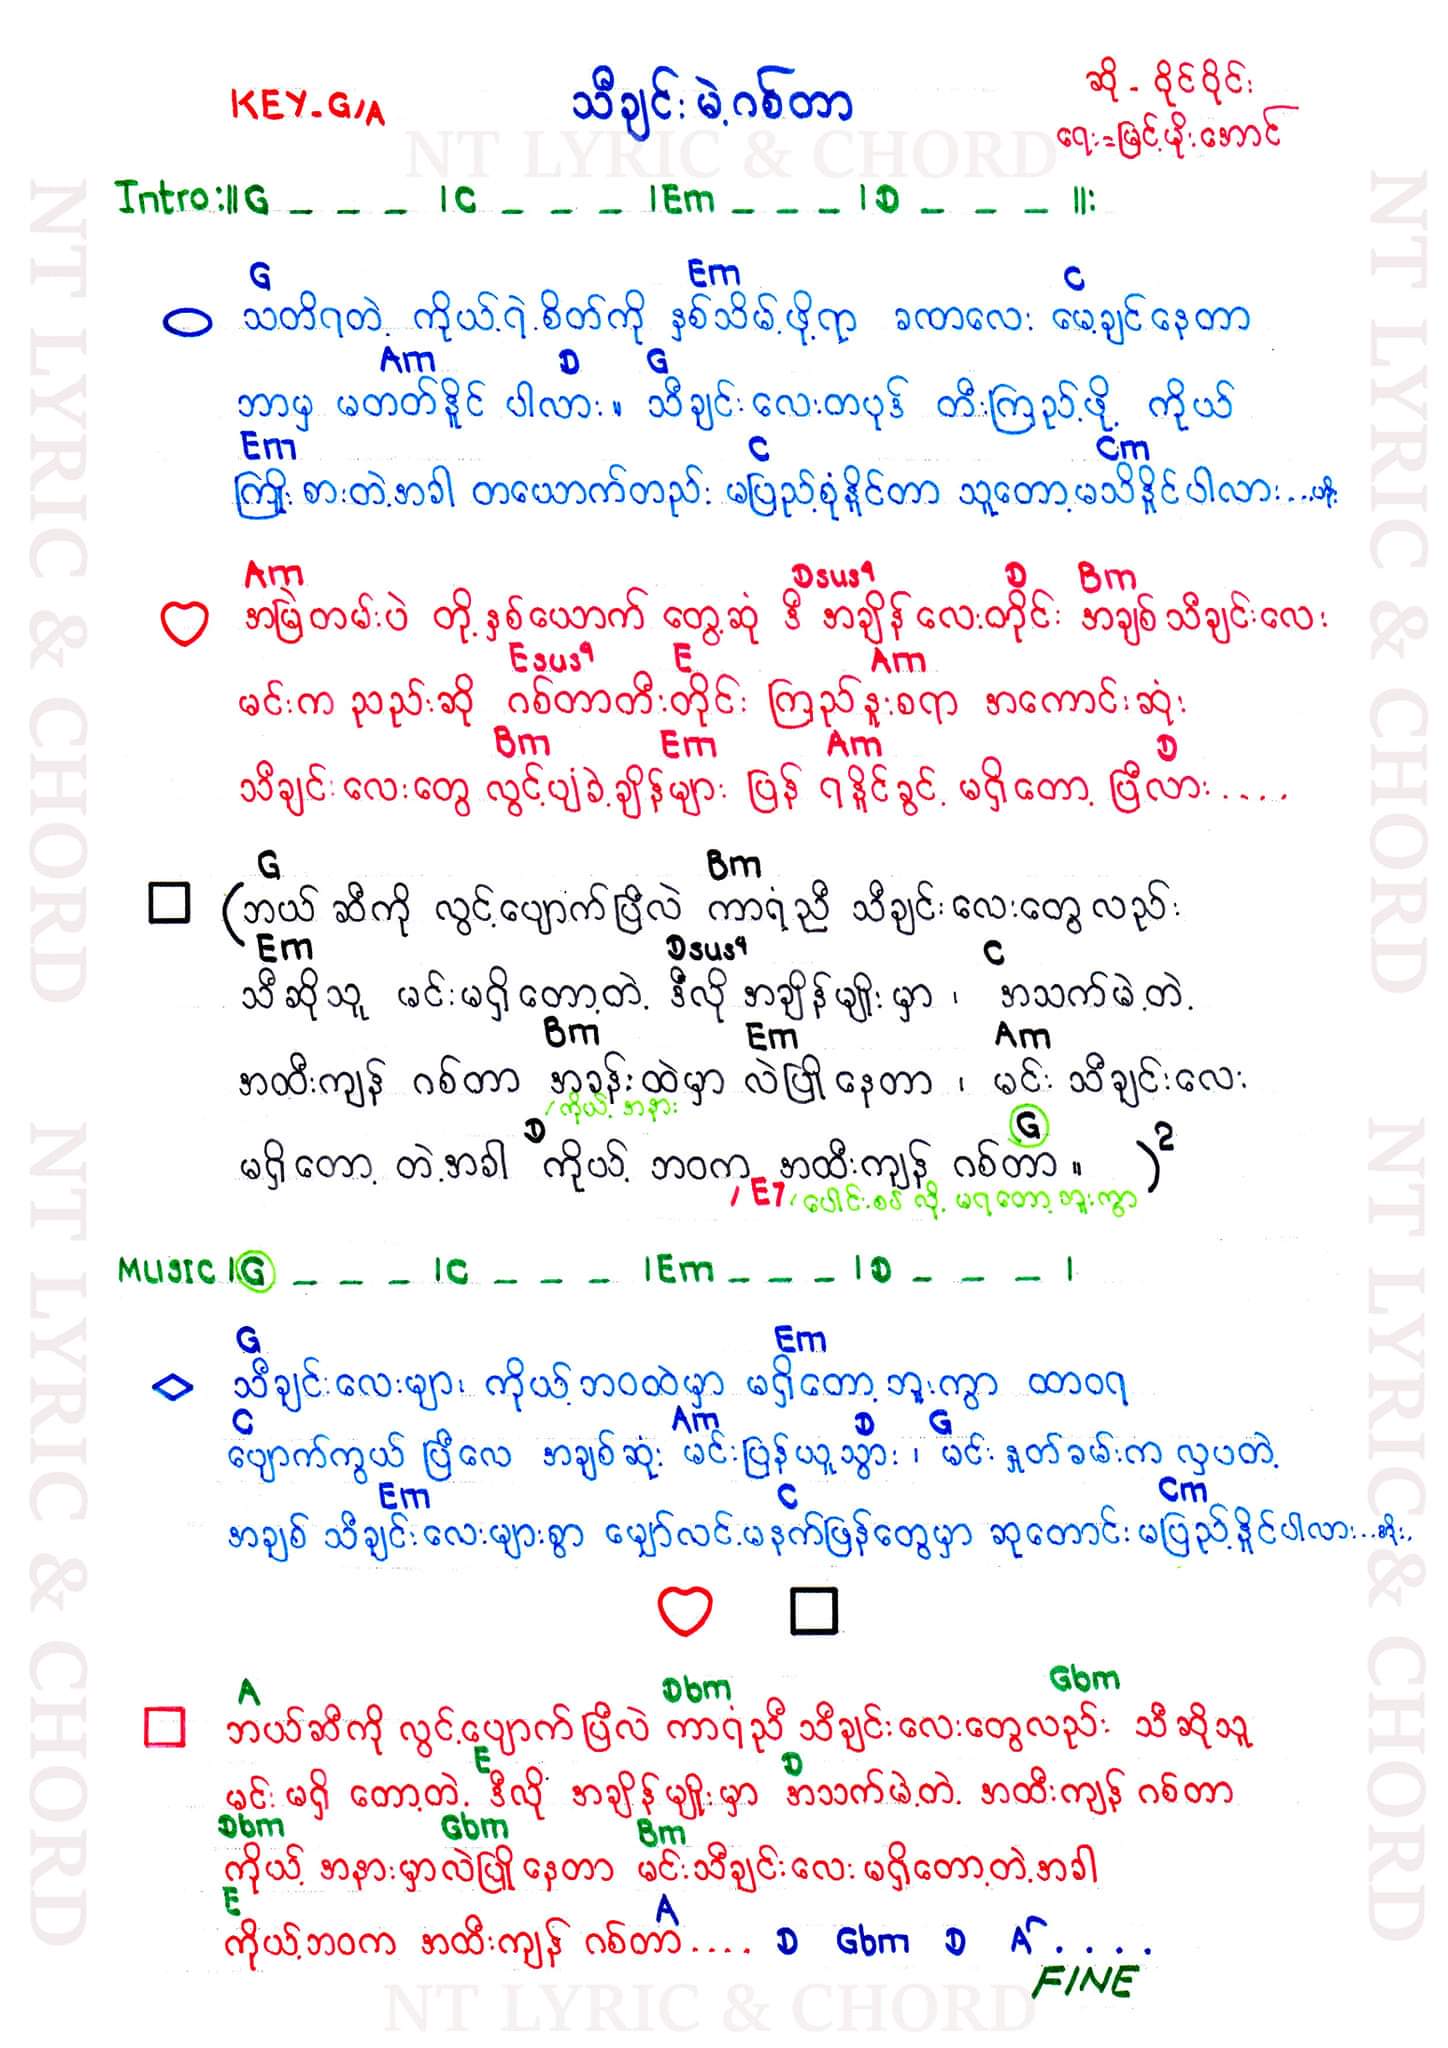 KEY-G/A
သီချင်းမဲ့ဂစ်တာ
ဆို - ဝိုင်ဝိုင်း
ရေး = မြင့်မိုးအောင်
NT LYRIC & CHORD
Intro:||G _ _ _ |C _ _ _ |Em _ _ _ |D _ _ _ ||:
G Em C
သတိရတဲ့ ကိုယ့်ရဲ့စိတ်ကို နှစ်သိမ့်ဖို့ရာ ခဏလေး မေ့ချင်နေတာ
Am D G
ဘာမှ မတတ်နိူင် ပါလား။ သီချင်းလေးတပုဒ် တီးကြည့်ဖို့ ကိုယ်
Em C Cm
ကြိုးစားတဲ့အခါ တယောက်တည်း မပြည့်စုံနိူင်တာ သူတော့မသိနိူင်ပါလား...
Am Dsus4 D Bm
အမြဲတမ်းပဲ တို့နှစ်ယောက် တွေ့ဆုံ ဒီ အချိန်လေးတိုင်း အချစ်သီချင်းလေး
Esus4 E Am
မင်းက ညည်းဆို ဂစ်တာတီးတိုင်း ကြည်နူးစရာ အကောင်းဆုံး
Bm Em Am D
သီချင်းလေးတွေ လွင့်ပျံခဲ့ချိန်များ ပြန် ရနိူင်ခွင့် မရှိတော့ ပြီလား.....
G Bm
(ဘယ်ဆီကို လွင့်ပျောက်ပြီလဲ ကာရံညီ သီချင်းလေးတွေလည်း
Em Dsus4 C
သီဆိုသူ မင်းမရှိတော့တဲ့ ဒီလို အချိန်မျိုးမှာ ၊ အသက်မဲ့တဲ့
Bm Em Am
အထီးကျန် ဂစ်တာ အခန်းထဲမှာ လဲပြိုနေတာ ၊ မင်း သီချင်းလေး
/ကိုယ့် အနား
D G
မရှိတော့ တဲ့အခါ ကိုယ့် ဘဝက အထီးကျန် ဂစ်တာ ။ )2
/ E7 /ပေါင်းစပ် လို့ မရတော့ဘူးကွာ
Music |G _ _ _ |C _ _ _ |Em _ _ _ |D _ _ _ |
G Em
သီချင်းလေးများ ကိုယ့်ဘဝထဲမှာ မရှိတော့ဘူးကွာ ထာဝရ
C Am D G
ပျောက်ကွယ် ပြီလေ အချစ်ဆုံး မင်းပြန်ယူသွား ၊ မင်း နှုတ်ခမ်းက လှပတဲ့
Em C Cm
အချစ် သီချင်းလေးများစွာ မျှော်လင့်မနက်ဖြန်တွေမှာ ဆုတောင်းမပြည့်နိူင်ပါလား...
A Dbm Gbm
ဘယ်ဆီကို လွင့်ပျောက်ပြီလဲ ကာရံညီ သီချင်းလေးတွေလည်း သီဆိုသူ
E D
မင်းမရှိ တော့တဲ့ ဒီလို အချိန်မျိုးမှာ အသက်မဲ့တဲ့ အထီးကျန် ဂစ်တာ
Dbm Gbm Bm
ကိုယ့် အနားမှာလဲပြိုနေတာ မင်းသီချင်းလေးမရှိတော့တဲ့အခါ
E A
ကိုယ့်ဘဝက အထီးကျန် ဂစ်တာ.... D Gbm D A....
FINE
NT LYRIC & CHORD